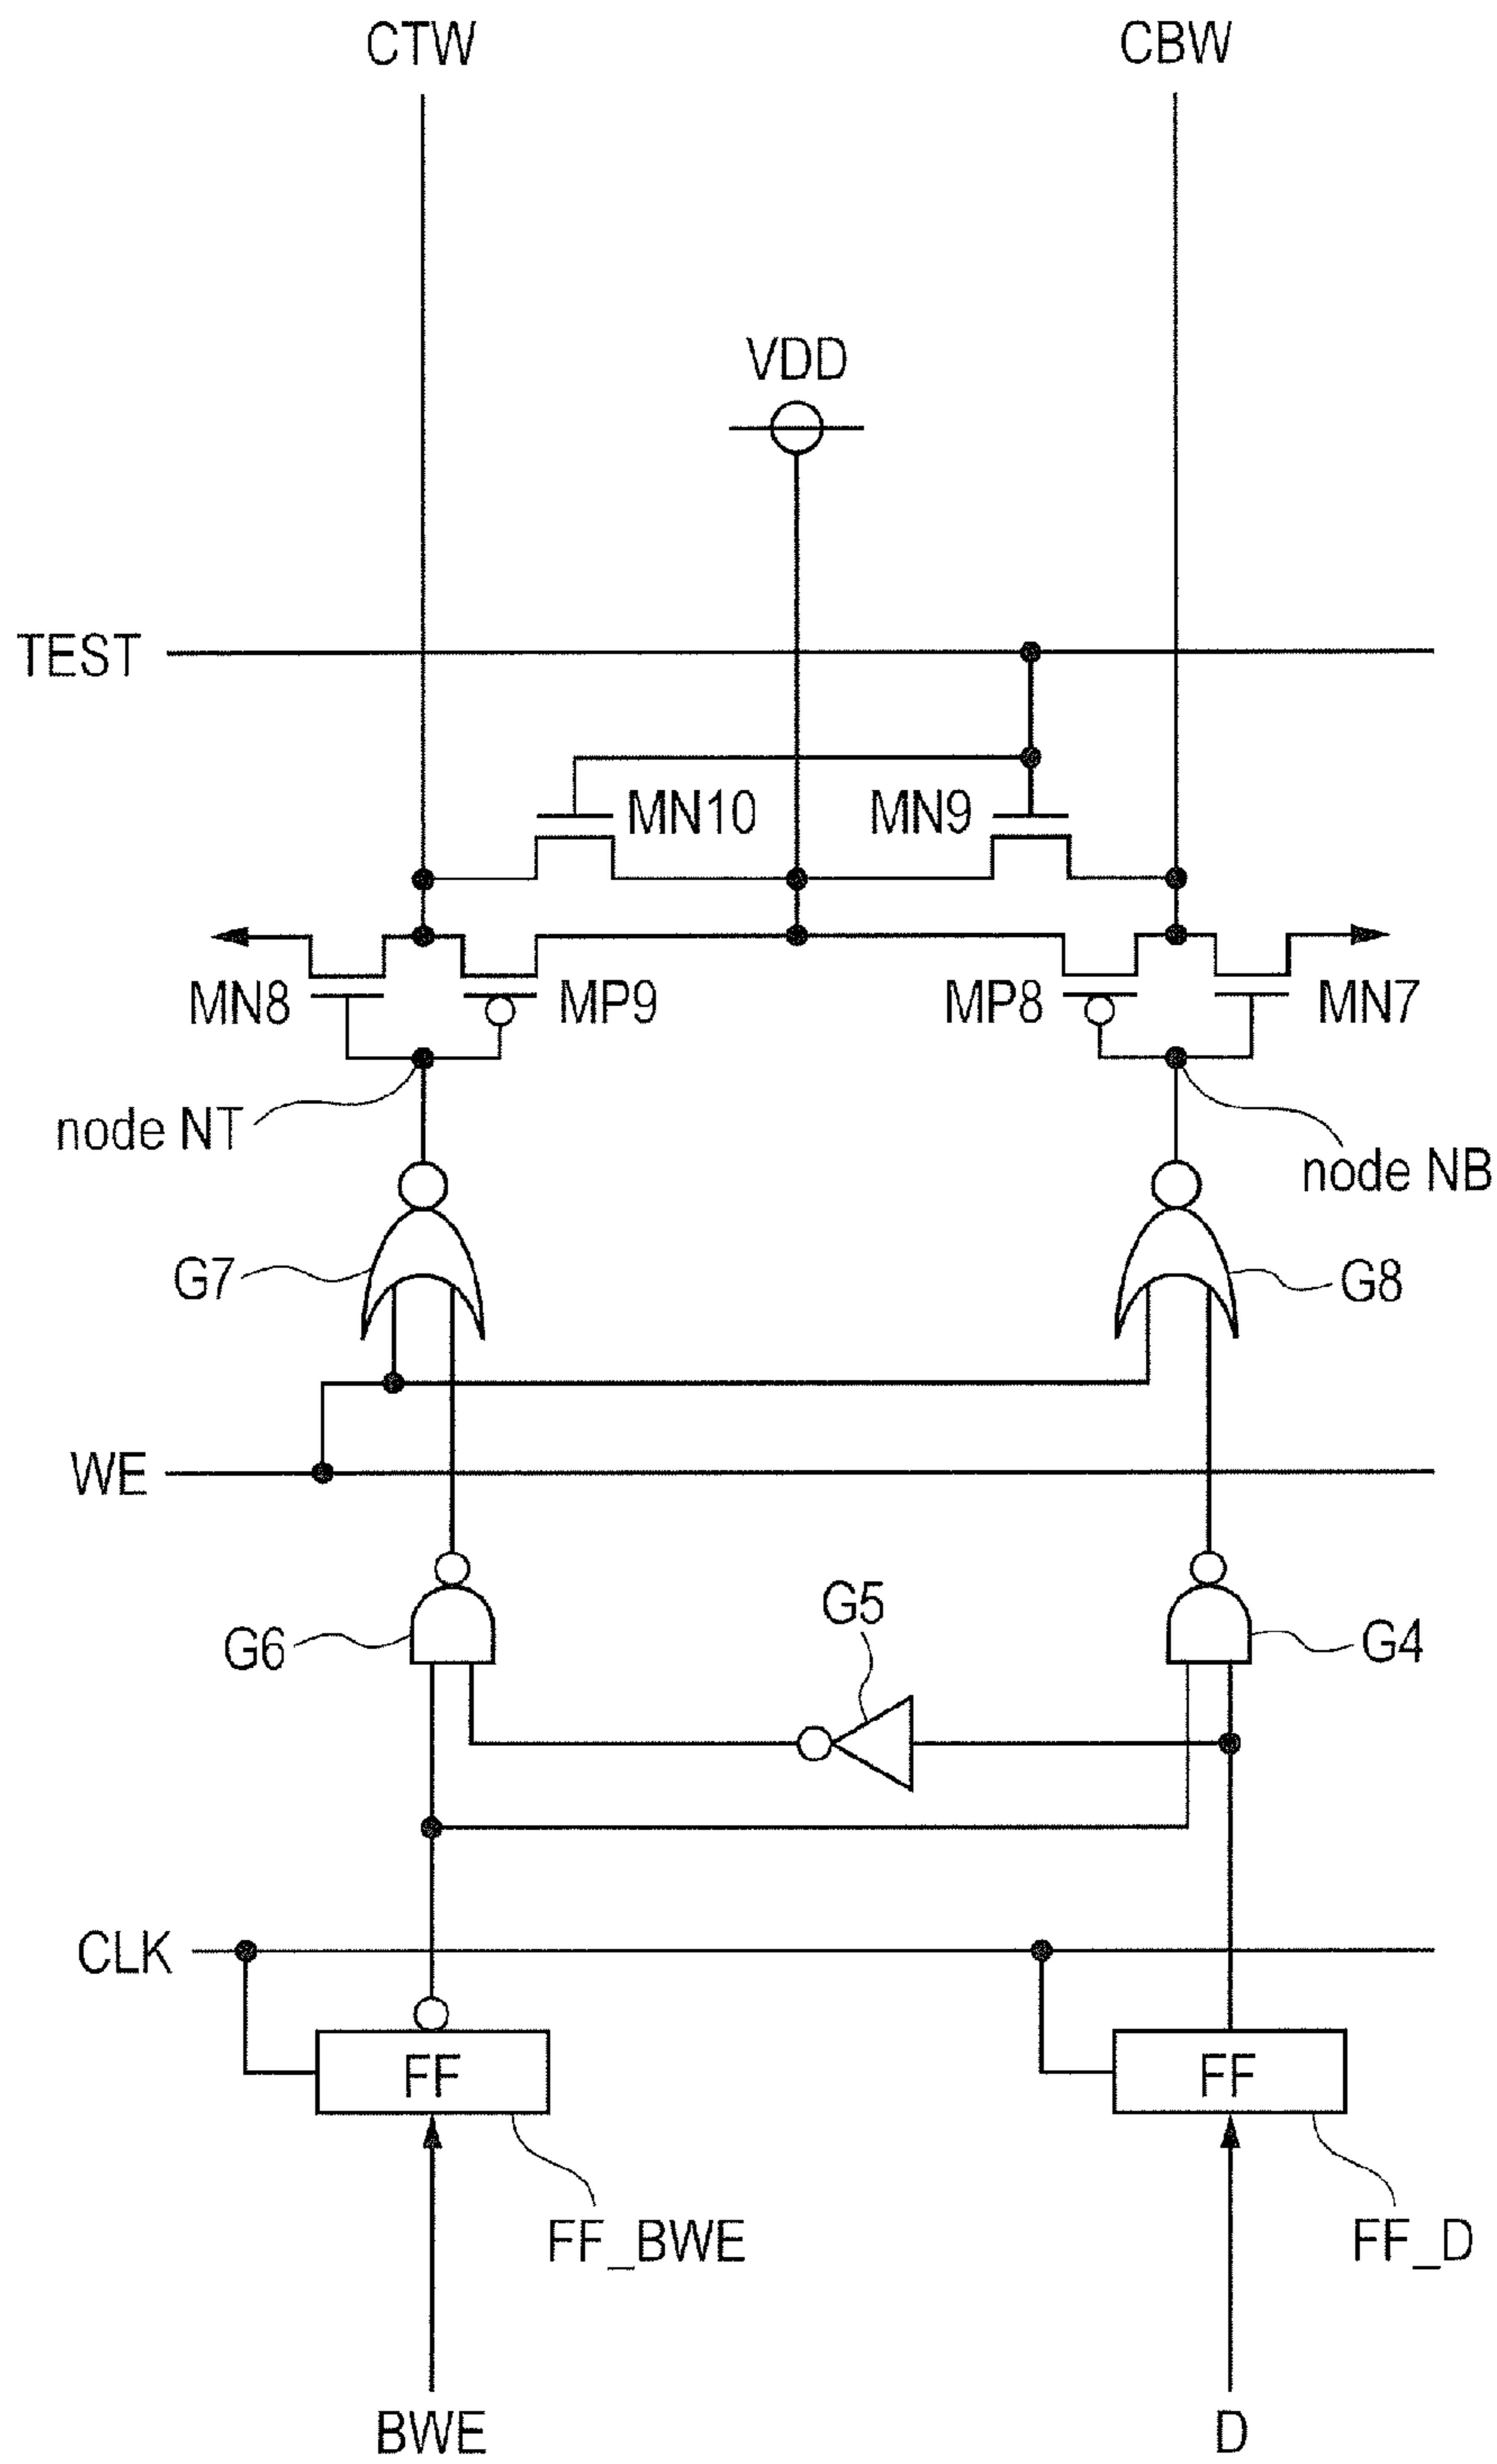 CTW
CBW
VDD
TEST
MN10
MN9
MN8
MP9
MP8
MN7
node NT
node NB
G7
G8
WE
G5
G6
G4
CLK
FF
FF
FF_BWE
FF_D
BWE
D